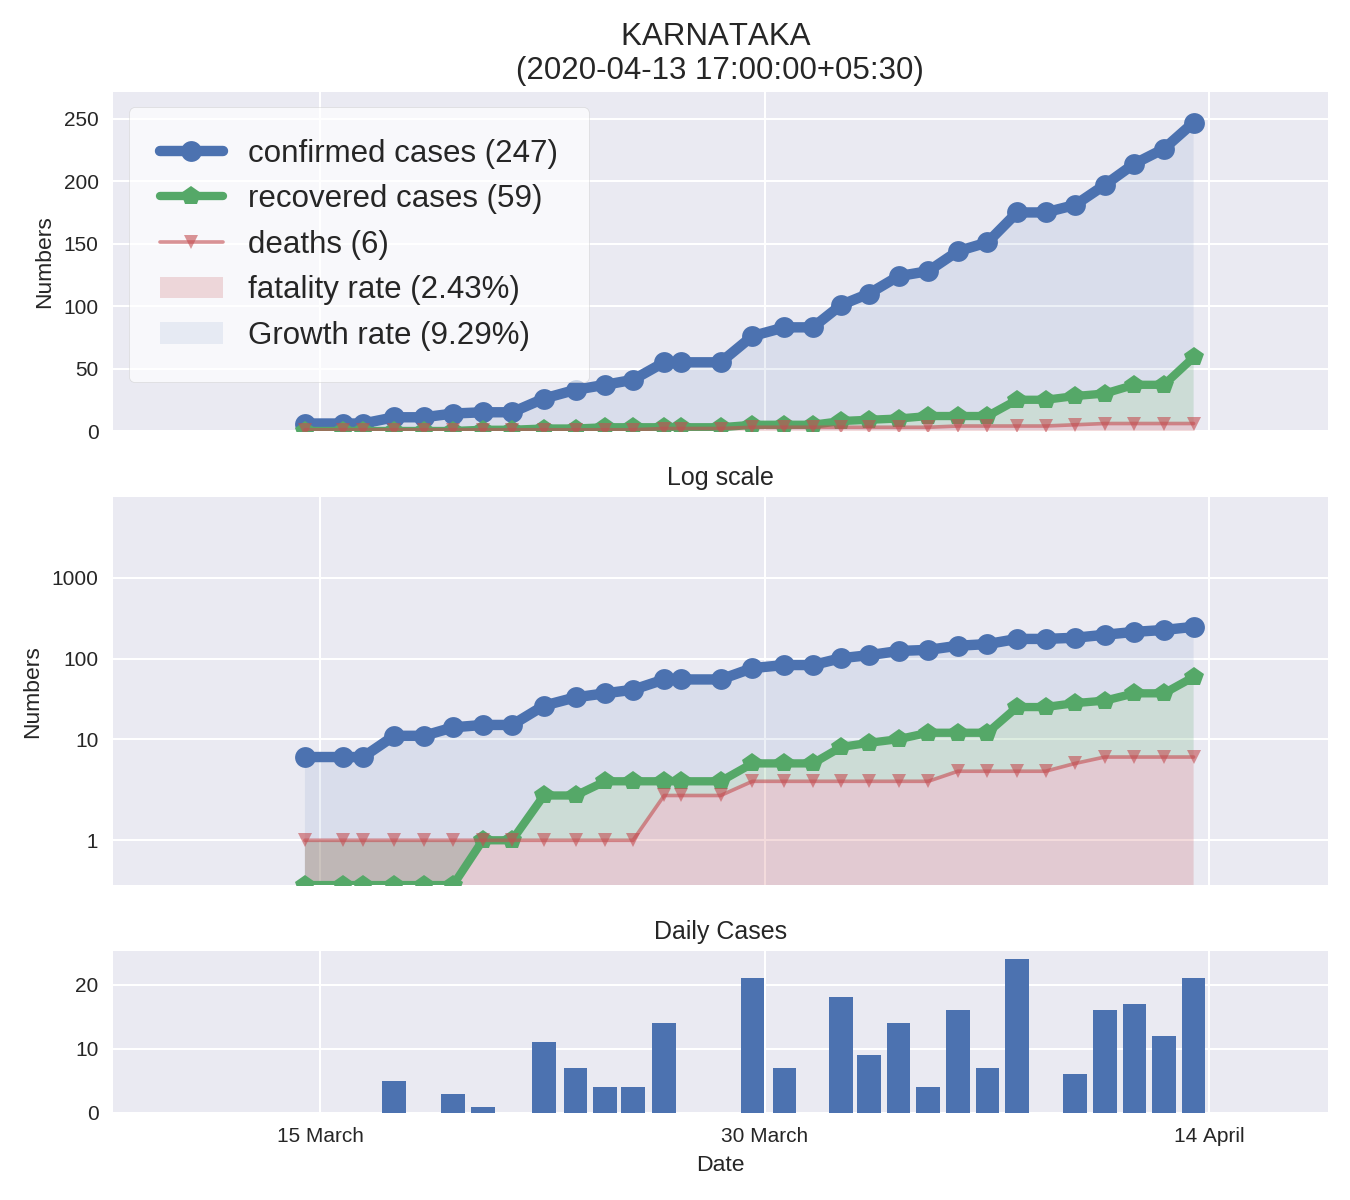 KARNATAKA
(2020-04-13 17:00:00+05:30)
250
200
150
100
50
0
Numbers
confirmed cases (247)
recovered cases (59)
deaths (6)
fatality rate (2.43%)
Growth rate (9.29%)
Log scale
1000
100
10
1
Numbers
Daily Cases
20
10
0
15 March
30 March
14 April
Date